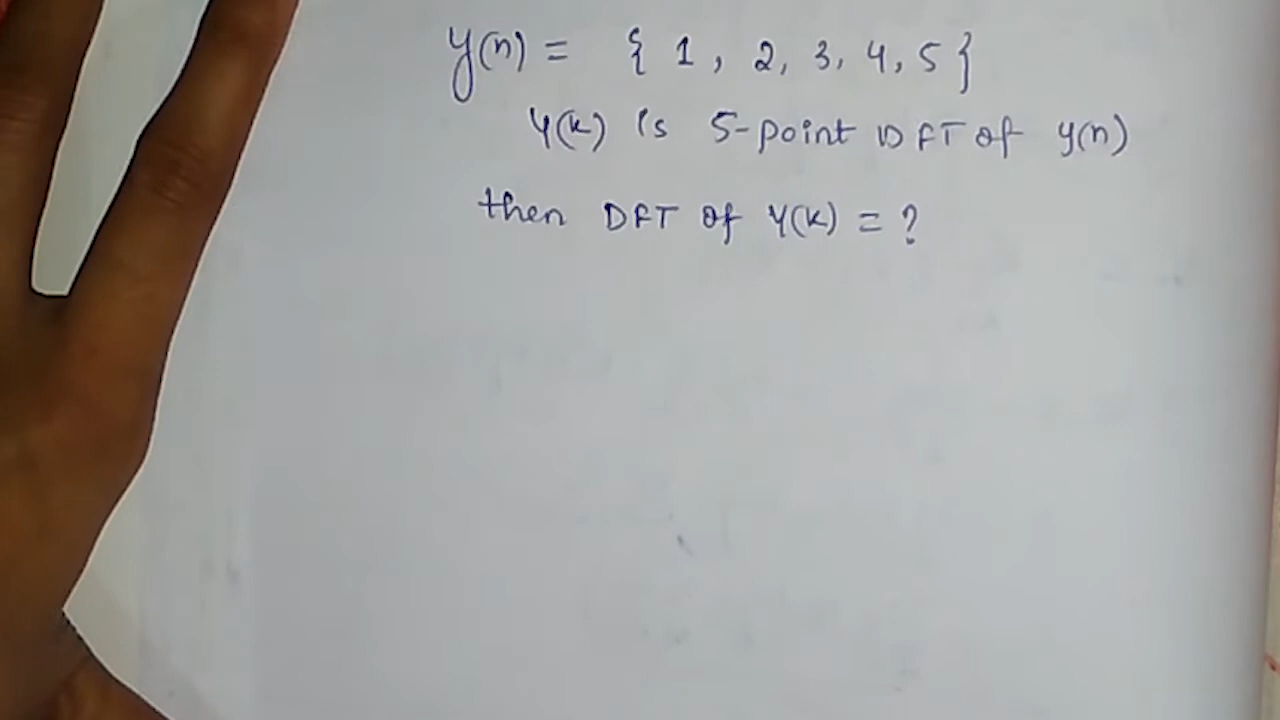 y(n) = { 1, 2, 3, 4, 5 }
Y(k) is 5-point DFT of y(n)
then DFT of Y(k) = ?